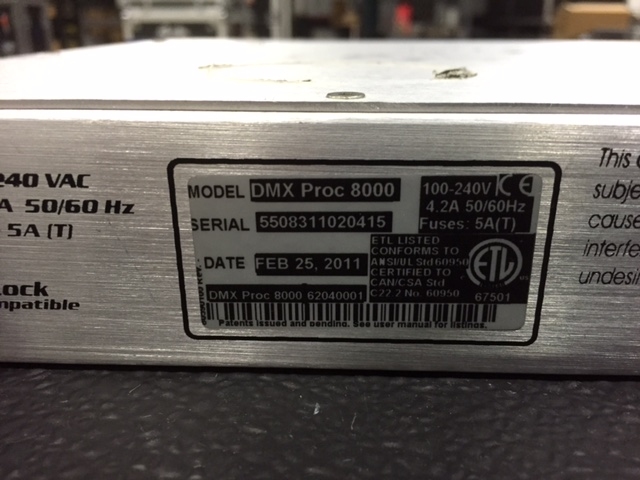 240 VAC
A 50/60 Hz
5A (T)
Lock
mpatible
MODEL DMX Proc 8000
SERIAL 5508311020415
DATE FEB 25, 2011
DMX Proc 8000 62040001
100-240V CE
4.2A 50/60Hz
Fuses: 5A(T)
ETL LISTED
CONFORMS TO
ANSI/UL Std 60950
CERTIFIED TO
CAN/CSA Std
C22.2 No. 60950
ETL
67501
Patents issued and pending. See user manual for listings.
This
subje
cause
interfe
undesir